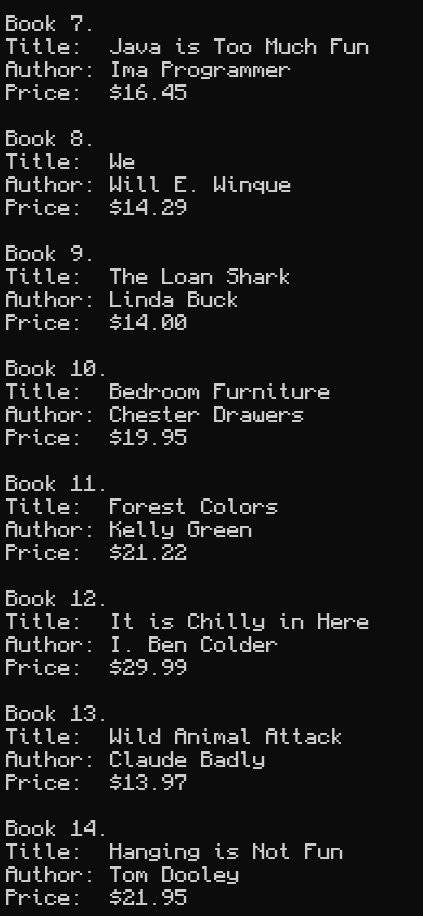 Book 7.
Title:  Java is Too Much Fun
Author: Ima Programmer
Price:  $16.45

Book 8.
Title:  We
Author: Will E. Winque
Price:  $14.29

Book 9.
Title:  The Loan Shark
Author: Linda Buck
Price:  $14.00

Book 10.
Title:  Bedroom Furniture
Author: Chester Drawers
Price:  $19.95

Book 11.
Title:  Forest Colors
Author: Kelly Green
Price:  $21.22

Book 12.
Title:  It is Chilly in Here
Author: I. Ben Colder
Price:  $29.99

Book 13.
Title:  Wild Animal Attack
Author: Claude Badly
Price:  $13.97

Book 14.
Title:  Hanging is Not Fun
Author: Tom Dooley
Price:  $21.95